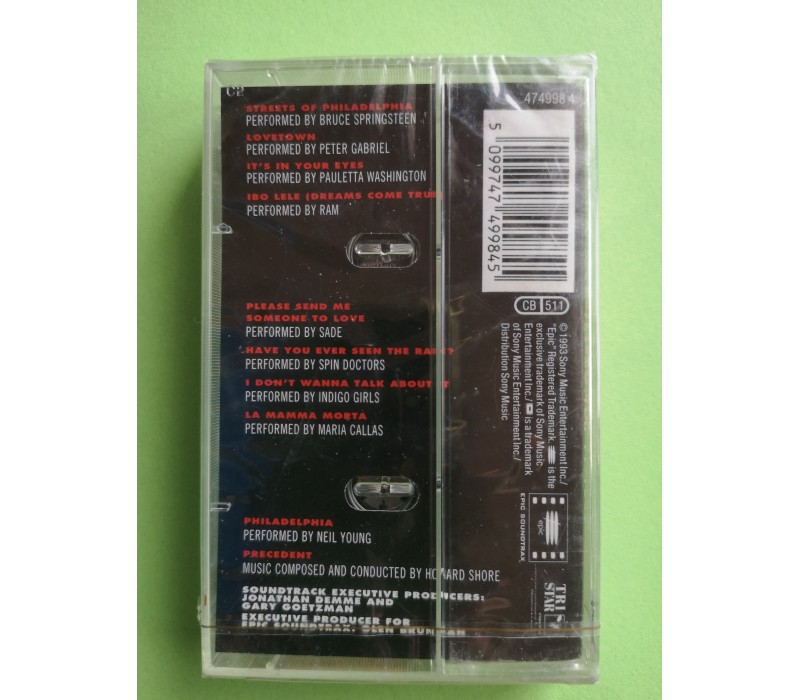 STREETS OF PHILADELPHIA
PERFORMED BY BRUCE SPRINGSTEEN
LOVETOWN
PERFORMED BY PETER GABRIEL
IT'S IN YOUR EYES
PERFORMED BY PAULETTA WASHINGTON
IBO LELE (DREAMS COME TRUE)
PERFORMED BY RAM
PLEASE SEND ME
SOMEONE TO LOVE
PERFORMED BY SADE
HAVE YOU EVER SEEN THE RAIN?
PERFORMED BY SPIN DOCTORS
I DON'T WANNA TALK ABOUT IT
PERFORMED BY INDIGO GIRLS
LA MAMMA MORTA
PERFORMED BY MARIA CALLAS
PHILADELPHIA
PERFORMED BY NEIL YOUNG
PRECEDENT
MUSIC COMPOSED AND CONDUCTED BY HOWARD SHORE
SOUNDTRACK EXECUTIVE PRODUCERS:
JONATHAN DEMME AND
GARY GOETZMAN
EXECUTIVE PRODUCER FOR
EPIC SOUNDTRAX: GLEN BRUNMAN
474998 4
5 099747 499845
CB 511
© 1993 Sony Music Entertainment Inc./
"Epic" Registered Trademark. is the
exclusive trademark of Sony Music
Entertainment Inc./ is a trademark
of Sony Music Entertainment Inc./
Distribution Sony Music
epic
EPIC SOUNDTRAX
TRI
STAR